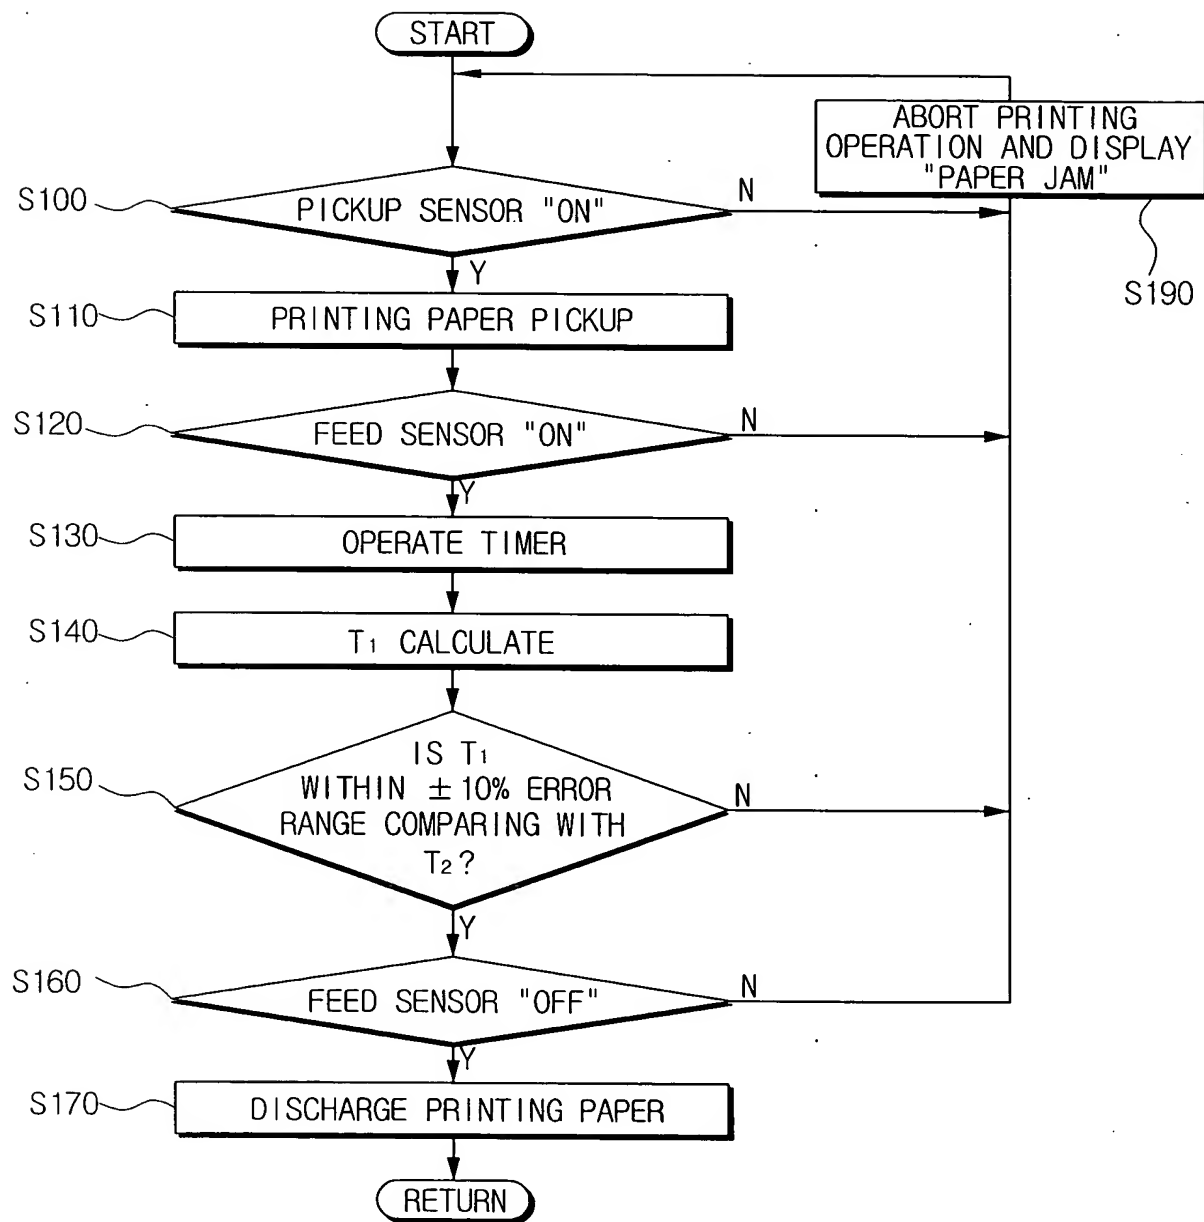 START
ABORT PRINTING
OPERATION AND DISPLAY
"PAPER JAM"
S190
S100
PICKUP SENSOR "ON"
N
Y
S110
PRINTING PAPER PICKUP
S120
FEED SENSOR "ON"
N
Y
S130
OPERATE TIMER
S140
T₁ CALCULATE
S150
IS T₁
WITHIN ±10% ERROR
RANGE COMPARING WITH
T₂?
N
Y
S160
FEED SENSOR "OFF"
N
Y
S170
DISCHARGE PRINTING PAPER
RETURN